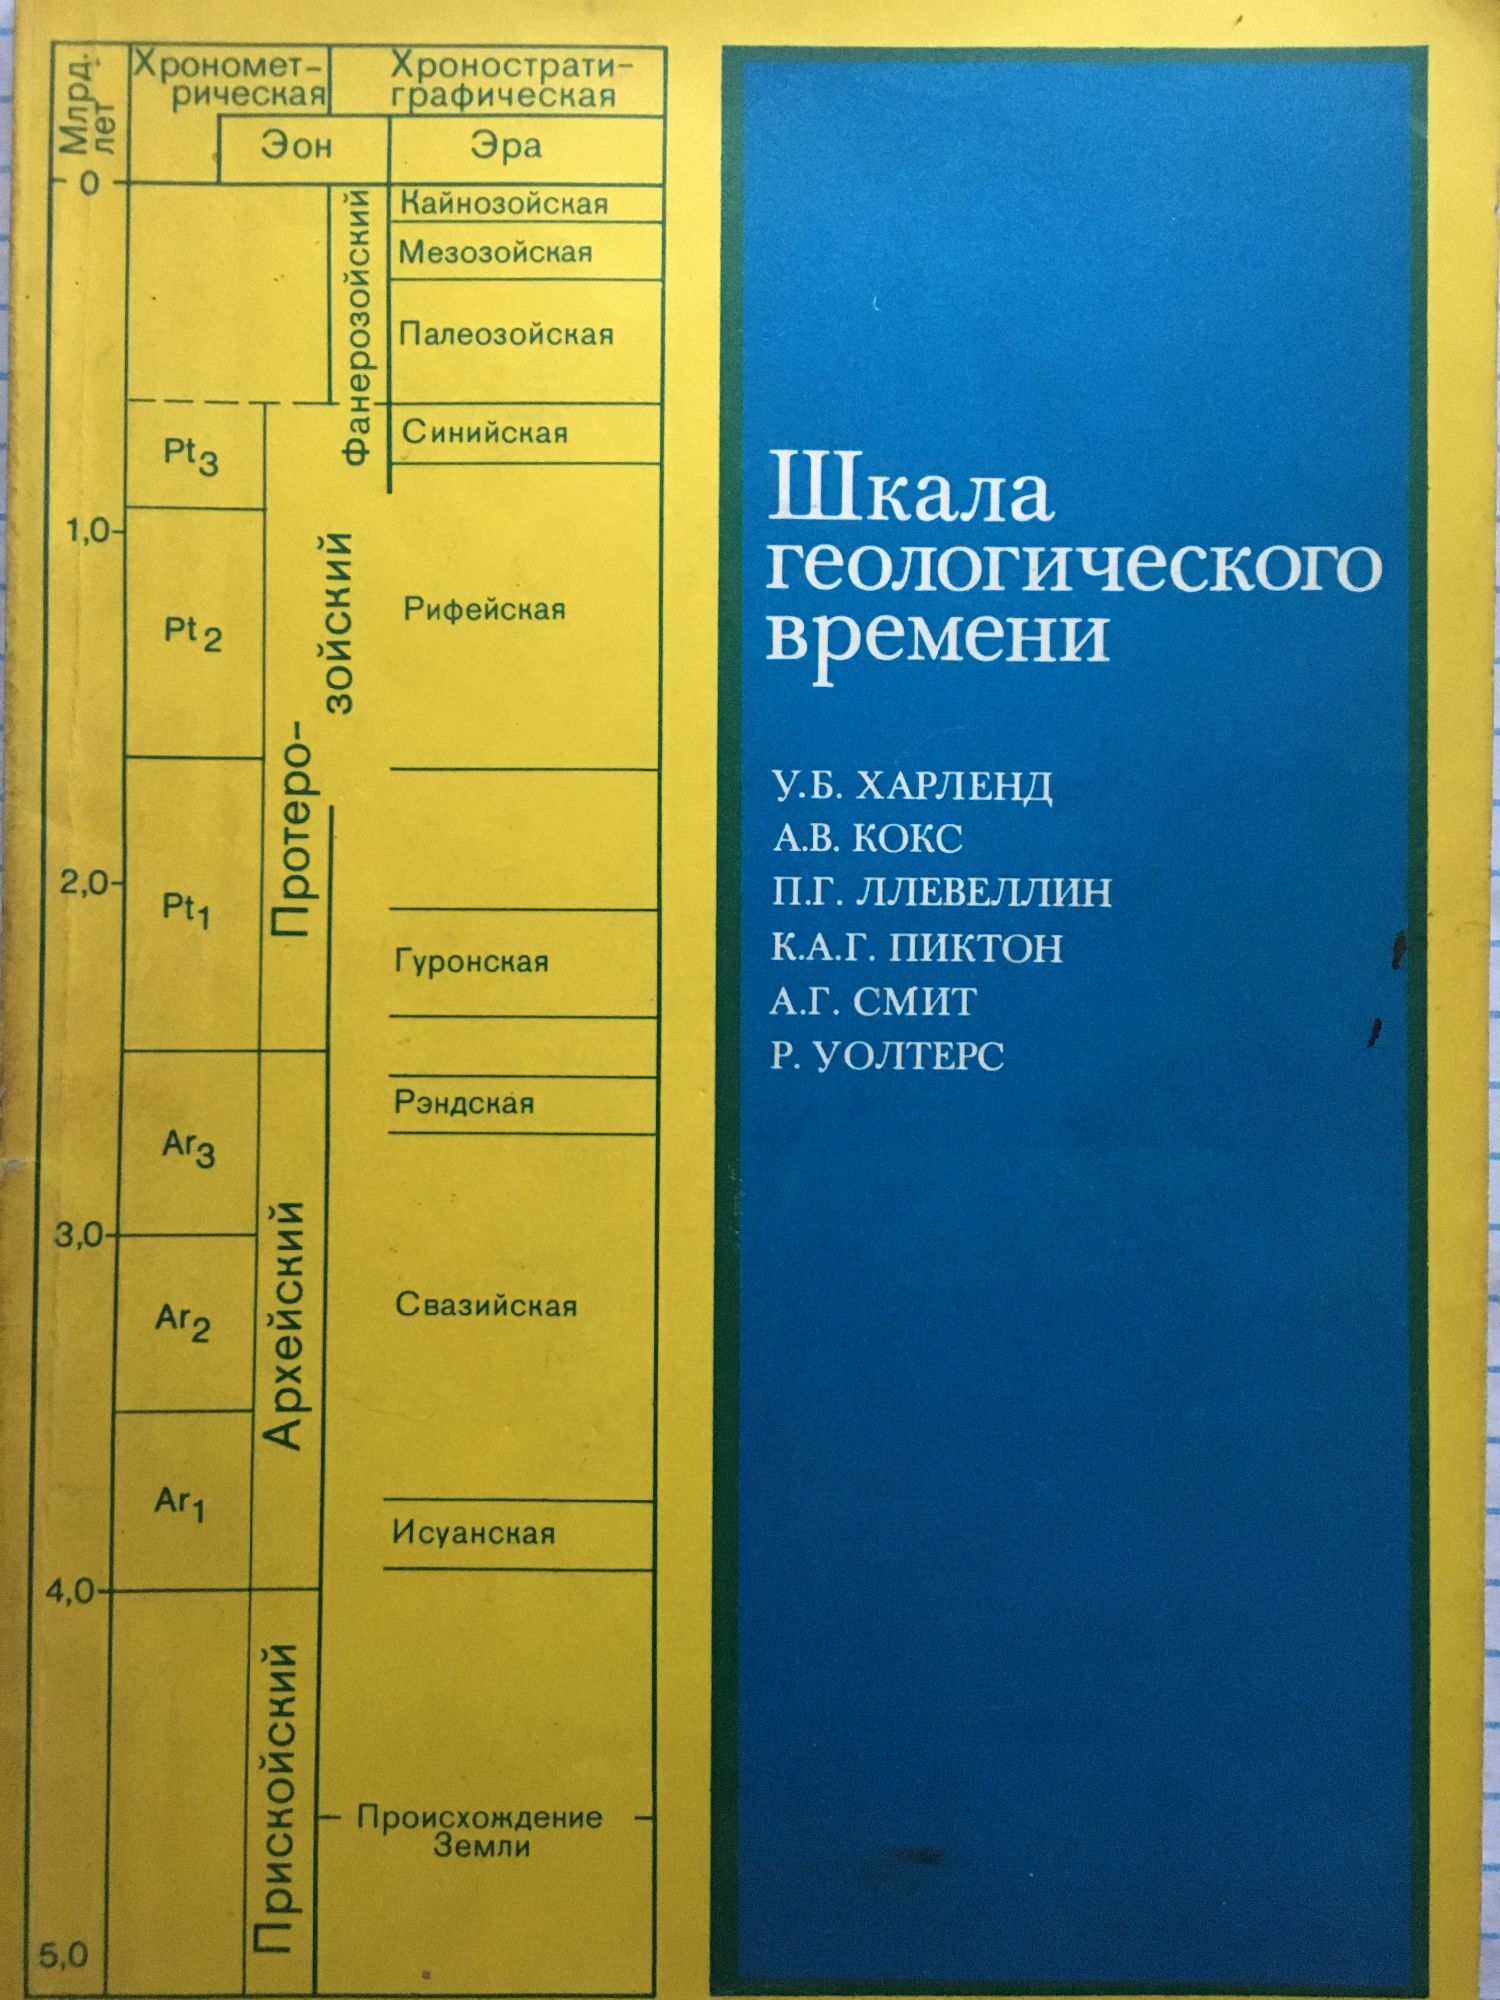 Млрд.
лет
Хрономет-
рическая
Хроностратиֿ-
графическая
Эон
Эра
0
1,0
2,0
3,0
4,0
5,0
Pt3
Pt2
Pt1
Ar3
Ar2
Ar1
Фанерозойский
Протеро-
зойский
Архейский
Прискойский
Кайнозойская
Мезозойская
Палеозойская
Синийская
Рифейская
Гуронская
Рэндская
Свазийская
Исуанская
Происхождение
Земли
Шкала
геологического
времени
У.Б. ХАРЛЕНД
А.В. КОКС
П.Г. ЛЛЕВЕЛЛИН
К.А.Г. ПИКТОН
А.Г. СМИТ
Р. УОЛТЕРС